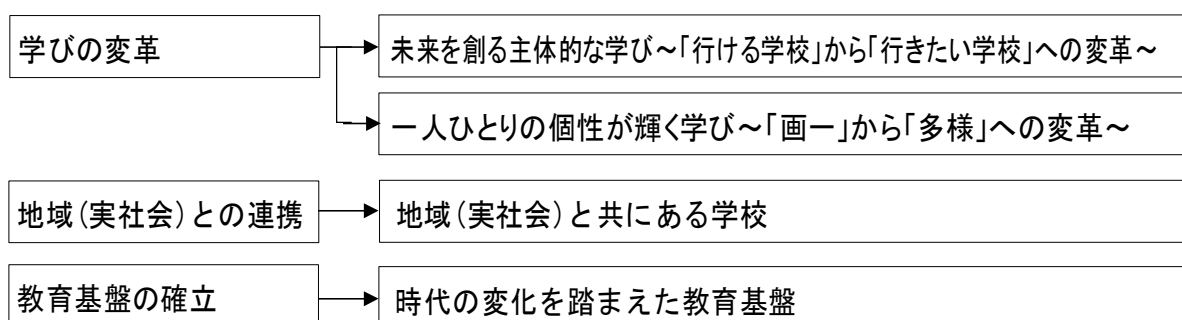 学びの変革
未来を創る主体的な学び～「行ける学校」から「行きたい学校」への変革～
一人ひとりの個性が輝く学び～「画一」から「多様」への変革～
地域(実社会)との連携
地域(実社会)と共にある学校
教育基盤の確立
時代の変化を踏まえた教育基盤